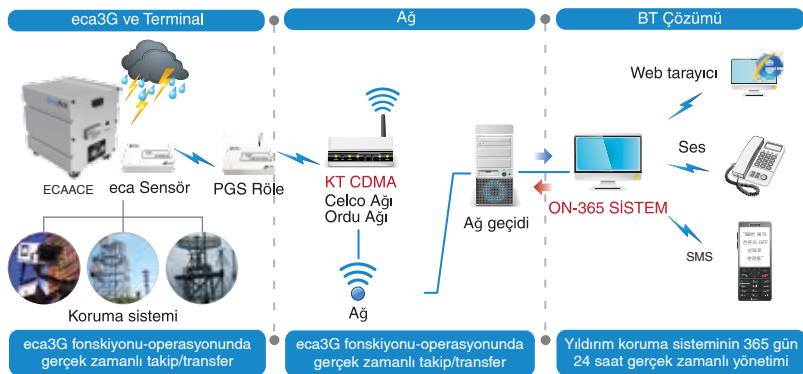 eca3G ve Terminal
Ağ
BT Çözümü
ECAACE
eca Sensör
PGS Röle
Koruma sistemi
KT CDMA
Celco Ağı
Ordu Ağı
Ağ
Ağ geçidi
ON-365 SİSTEM
Web tarayıcı
Ses
SMS
eca3G fonskiyonu-operasyonunda
gerçek zamanlı takip/transfer
eca3G fonskiyonu-operasyonunda
gerçek zamanlı takip/transfer
Yıldırım koruma sisteminin 365 gün
24 saat gerçek zamanlı yönetimi